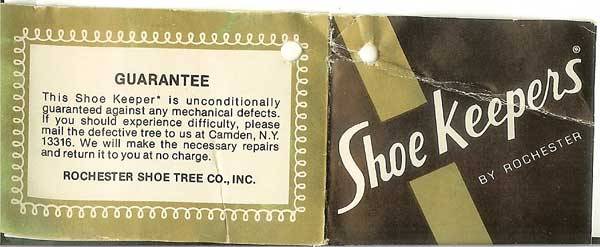 GUARANTEE
This Shoe Keeper* is unconditionally
guaranteed against any mechanical defects.
If you should experience difficulty, please
mail the defective tree to us at Camden, N.Y.
13316. We will make the necessary repairs
and return it to you at no charge.
ROCHESTER SHOE TREE CO., INC.
Shoe Keepers®
BY ROCHESTER